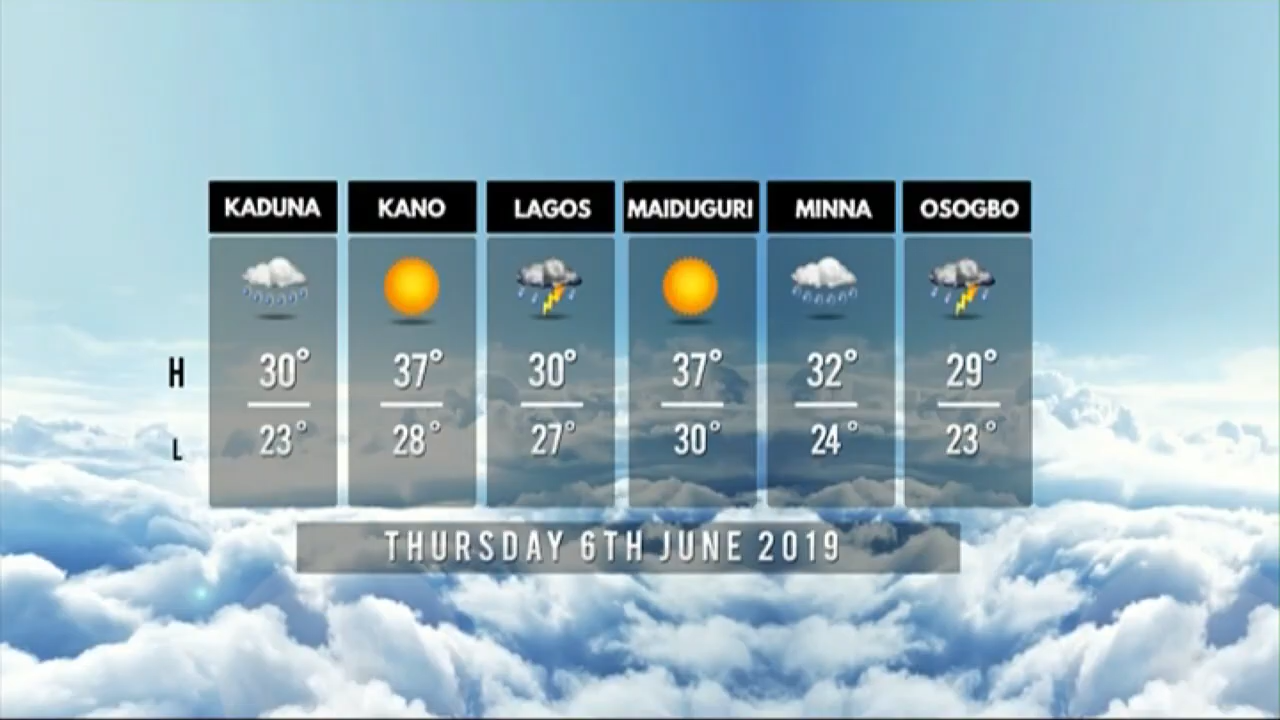 KADUNA KANO LAGOS MAIDUGURI MINNA OSOGBO
H 30° 37° 30° 37° 32° 29°
L 23° 28° 27° 30° 24° 23°
THURSDAY 6TH JUNE 2019